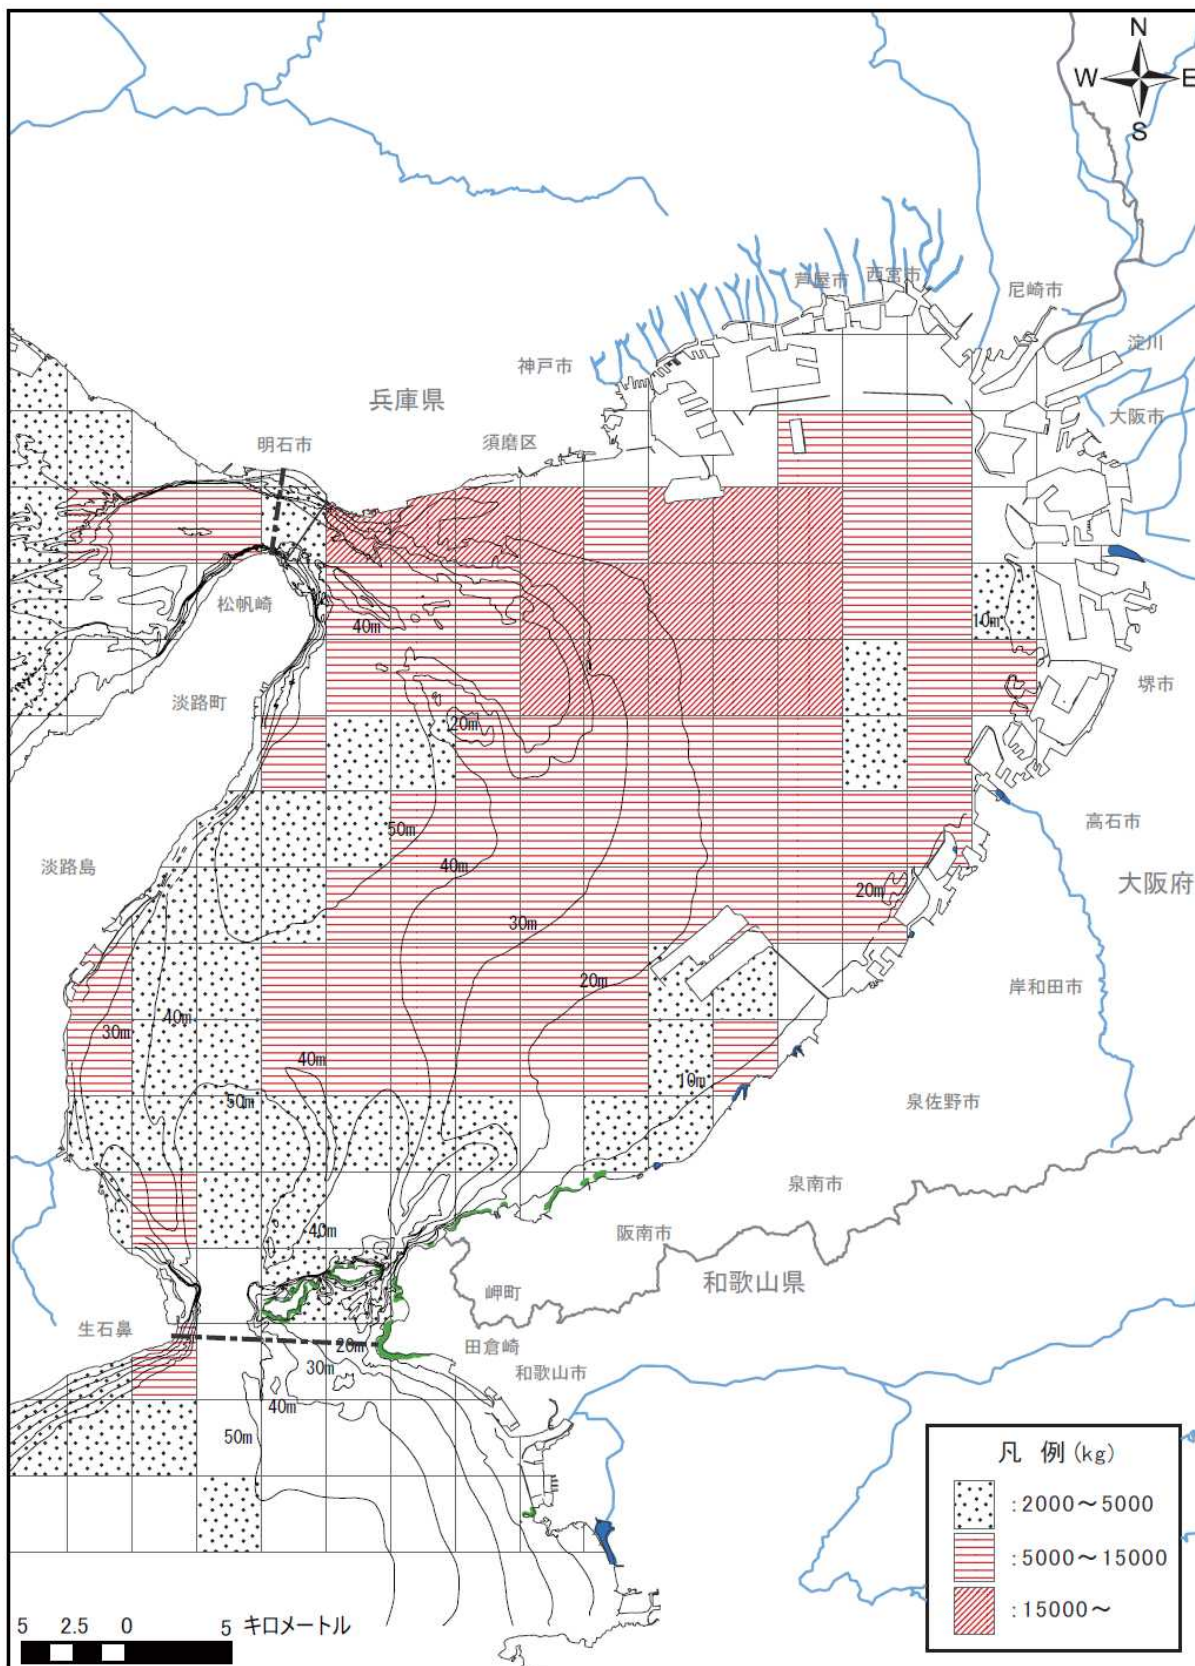 N
W E
S
芦屋市
西宮市
尼崎市
淀川
神戸市
兵庫県
大阪市
明石市
須磨区
松帆崎
10m
40m
堺市
淡路町
20m
50m
高石市
淡路島
40m
大阪府
20m
30m
20m
岸和田市
40m
30m
40m
10m
50m
泉佐野市
泉南市
阪南市
40m
和歌山県
岬町
生石鼻
20m
田倉崎
30m
和歌山市
40m
50m
凡 例 (kg)
:2000～5000
:5000～15000
:15000～
5 2.5 0 5 キロメートル